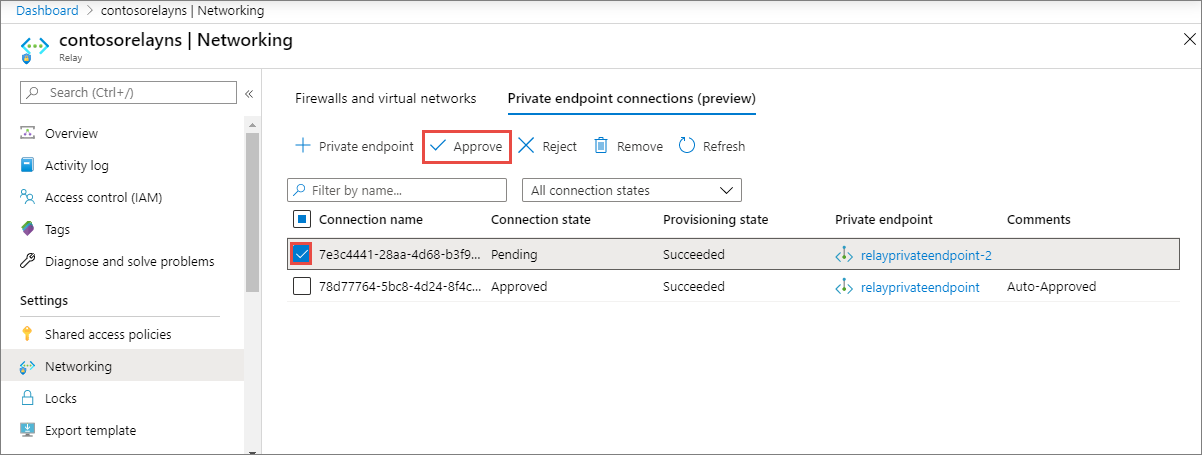 Dashboard > contosorelayns | Networking
contosorelayns | Networking
Relay
Search (Ctrl+/)
«
Overview
Activity log
Access control (IAM)
Tags
Diagnose and solve problems
Settings
Shared access policies
Networking
Locks
Export template
Firewalls and virtual networks Private endpoint connections (preview)
Private endpoint Approve Reject Remove Refresh
Filter by name... All connection states
Connection name Connection state Provisioning state Private endpoint Comments
7e3c4441-28aa-4d68-b3f9... Pending Succeeded relayprivateendpoint-2
78d77764-5bc8-4d24-8f4c... Approved Succeeded relayprivateendpoint Auto-Approved